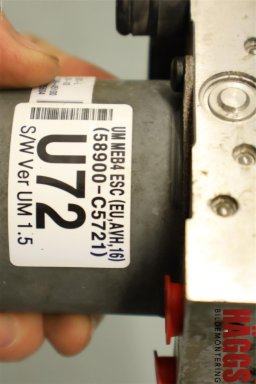 UM MEB4 ESC (EU,AVH,16)
(58900-C5721)
U72
S/W Ver UM 1.5
HÄGGS
BILDEMONTERING